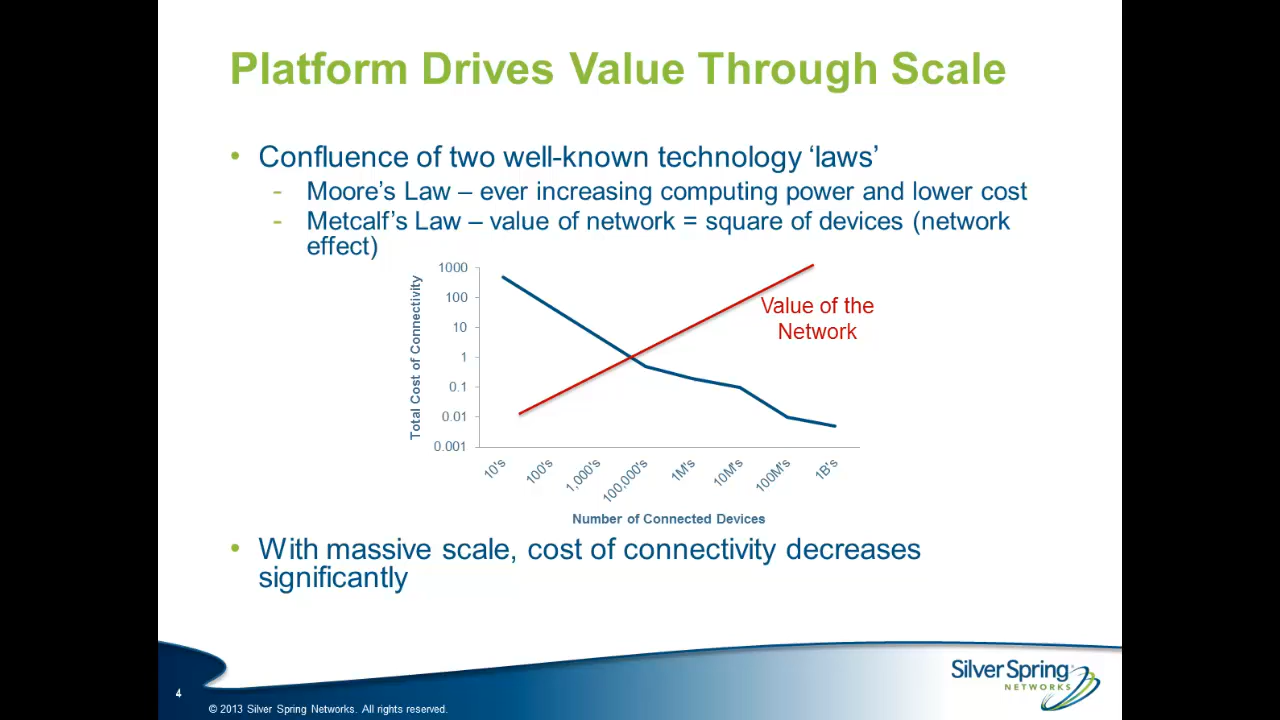 Platform Drives Value Through Scale
• Confluence of two well-known technology ‘laws’
- Moore’s Law – ever increasing computing power and lower cost
- Metcalf’s Law – value of network = square of devices (network
effect)
Total Cost of Connectivity
1000
100
10
1
0.1
0.01
0.001
Value of the
Network
10's
100's
1,000's
100,000's
1M's
10M's
100M's
1B's
Number of Connected Devices
• With massive scale, cost of connectivity decreases
significantly
4
© 2013 Silver Spring Networks. All rights reserved.
Silver Spring
NETWORKS